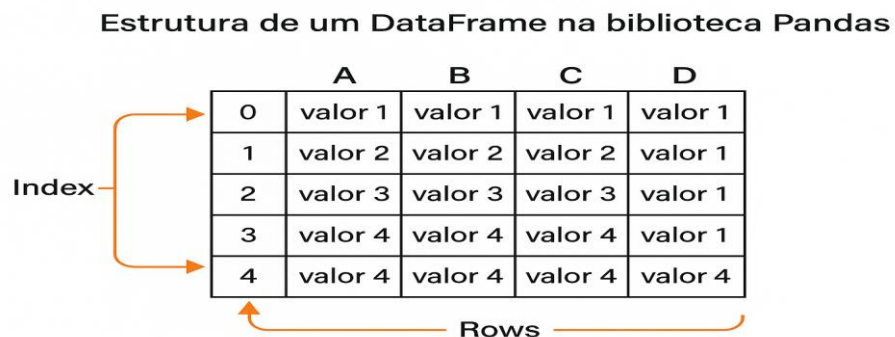 Estrutura de um DataFrame na biblioteca Pandas
A B C D
0 valor 1 valor 1 valor 1 valor 1
1 valor 2 valor 2 valor 2 valor 1
Index
2 valor 3 valor 3 valor 3 valor 1
3 valor 4 valor 4 valor 4 valor 1
4 valor 4 valor 4 valor 4 valor 4
Rows